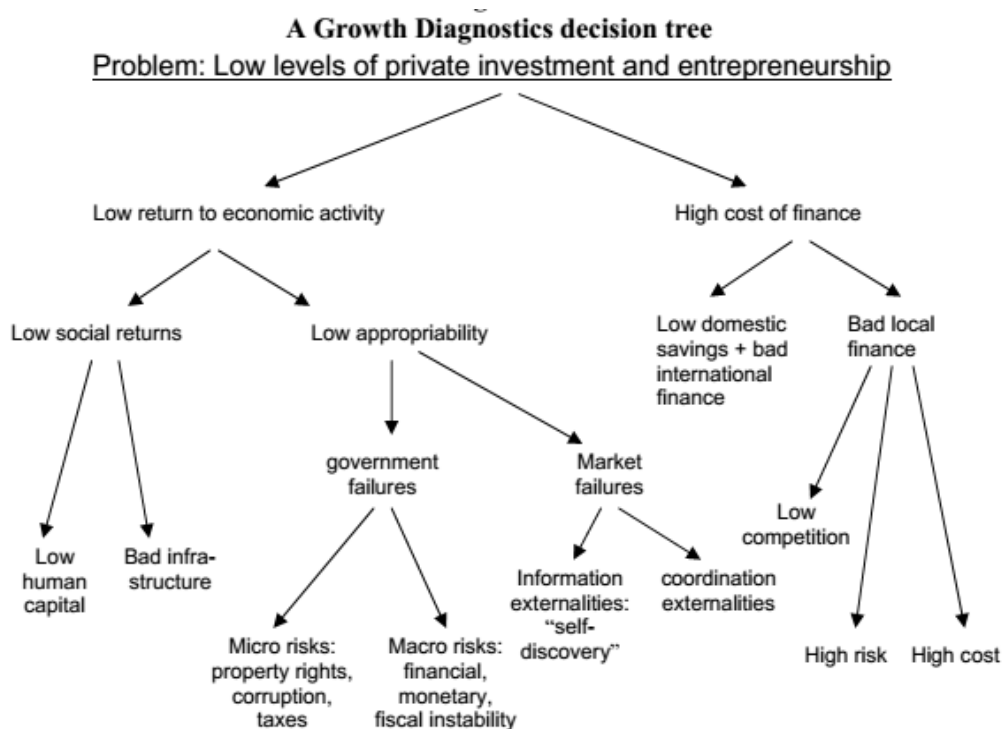 A Growth Diagnostics decision tree
Problem: Low levels of private investment and entrepreneurship
Low return to economic activity
High cost of finance
Low social returns
Low appropriability
Low domestic
savings + bad
international
finance
Bad local
finance
government
failures
Market
failures
Low
competition
Low
human
capital
Bad infra-
structure
Information
externalities:
“self-
discovery”
coordination
externalities
Micro risks:
property rights,
corruption,
taxes
Macro risks:
financial,
monetary,
fiscal instability
High risk
High cost